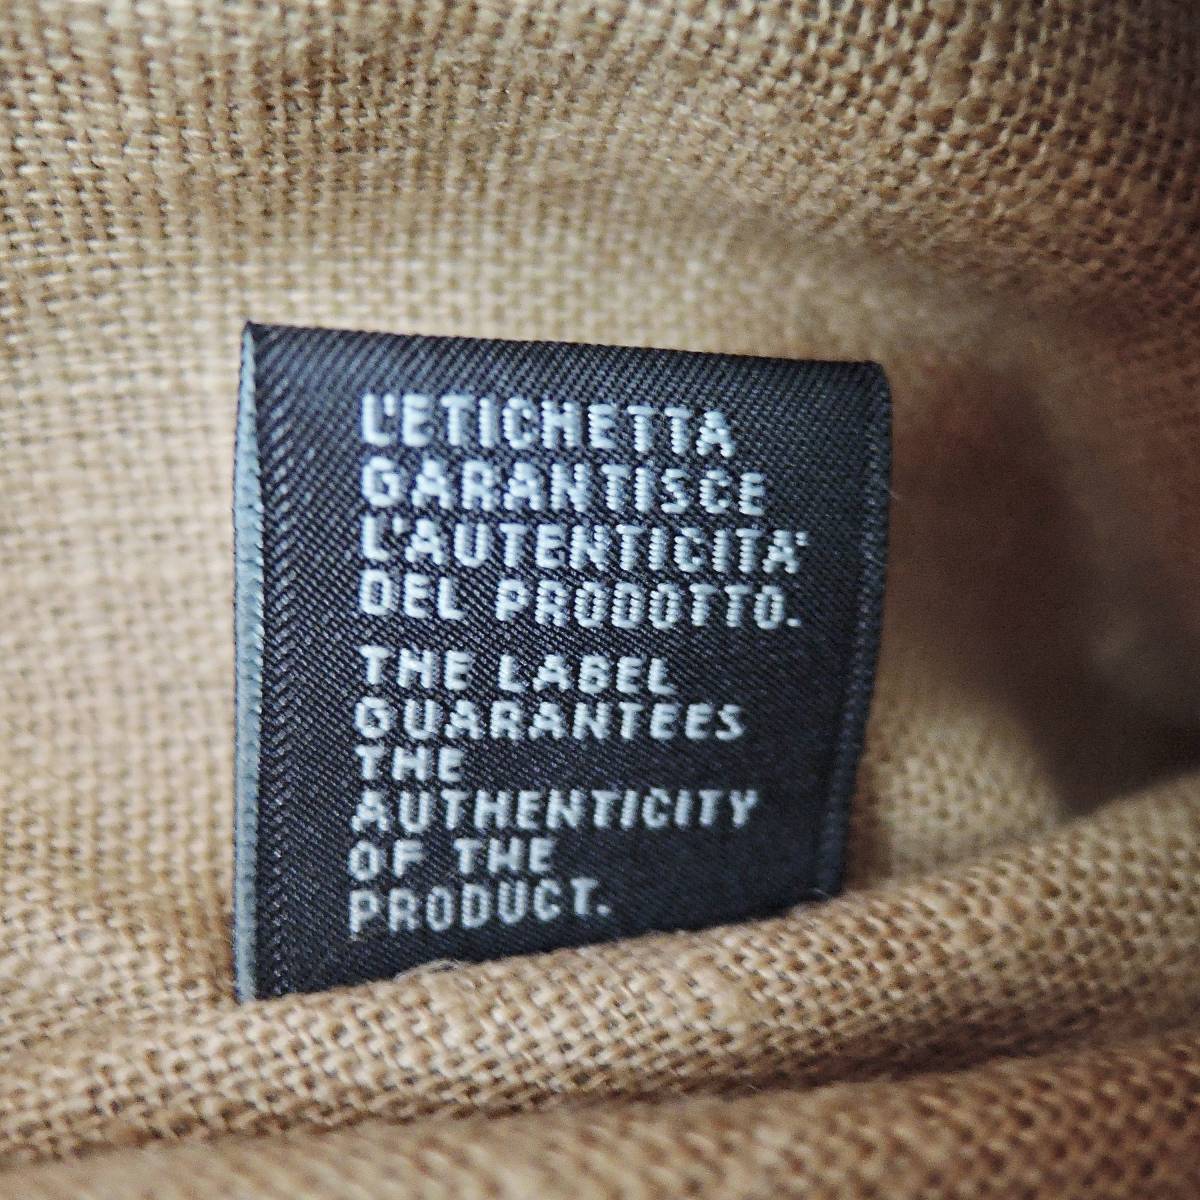 L'ETICHETTA
GARANTISCE
L'AUTENTICITA'
DEL PRODOTTO.
THE LABEL
GUARANTEES
THE
AUTHENTICITY
OF THE
PRODUCT.